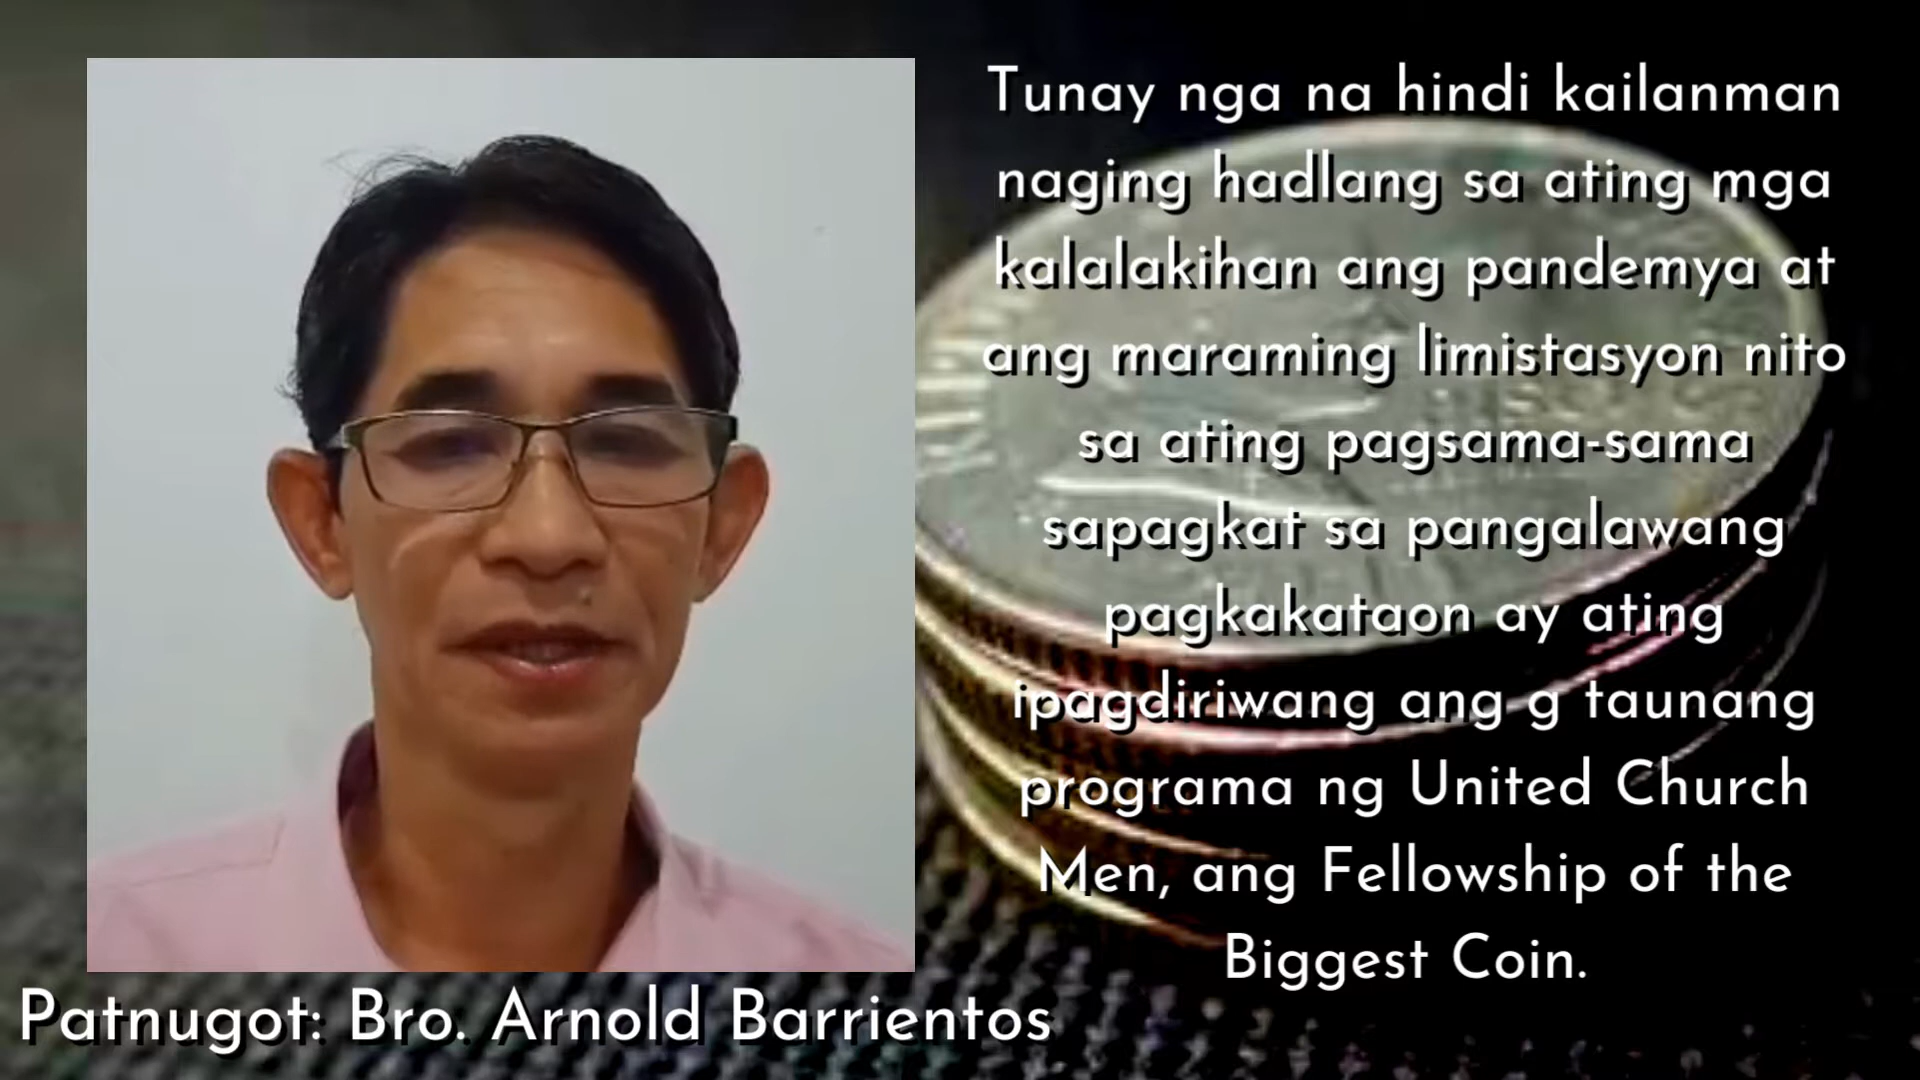 Tunay nga na hindi kailanman
naging hadlang sa ating mga
kalalakihan ang pandemya at
ang maraming limistasyon nito
sa ating pagsama-sama
sapagkat sa pangalawang
pagkakataon ay ating
ipagdiriwang ang g taunang
programa ng United Church
Men, ang Fellowship of the
Biggest Coin.
Patnugot: Bro. Arnold Barrientos